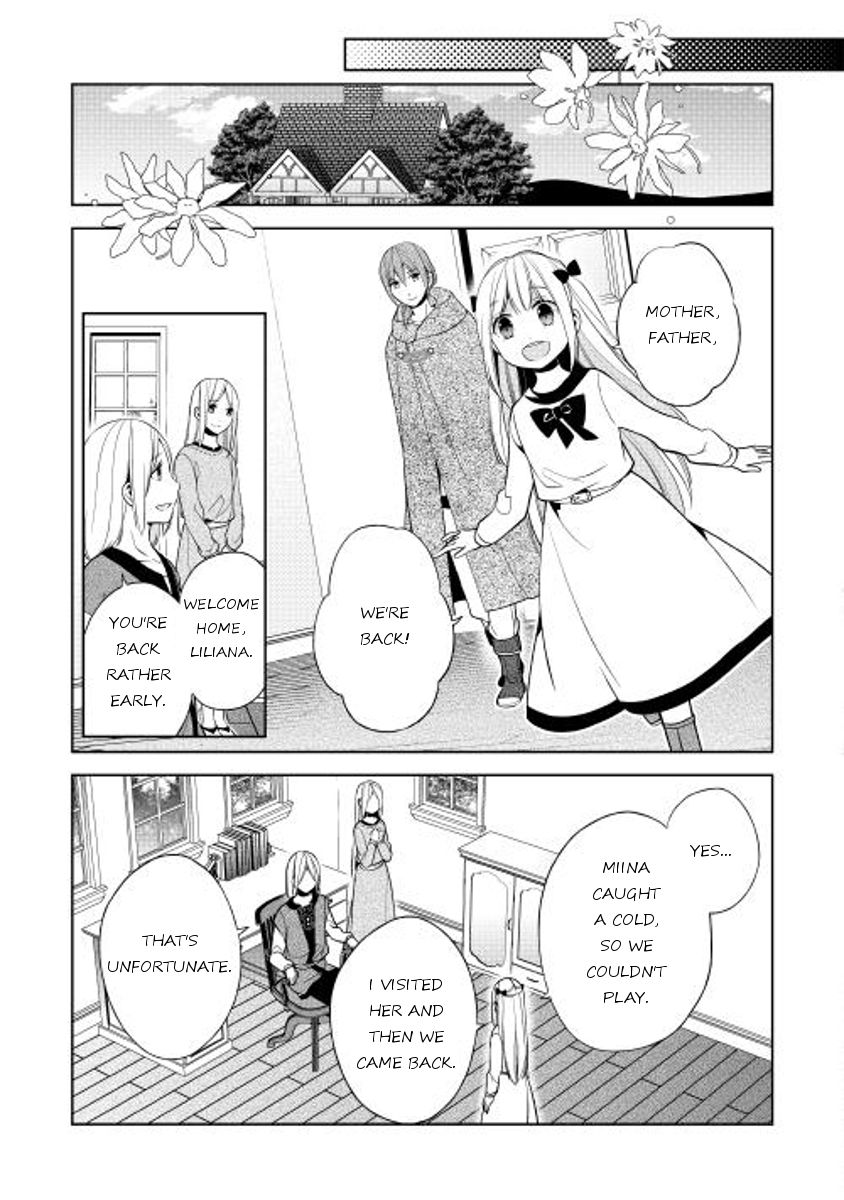 MOTHER,
FATHER,
WE'RE
BACK!
WELCOME
HOME,
LILIANA.
YOU'RE
BACK
RATHER
EARLY.
YES...
MIINA
CAUGHT
A COLD,
SO WE
COULDN'T
PLAY.
I VISITED
HER AND
THEN WE
CAME BACK.
THAT'S
UNFORTUNATE.